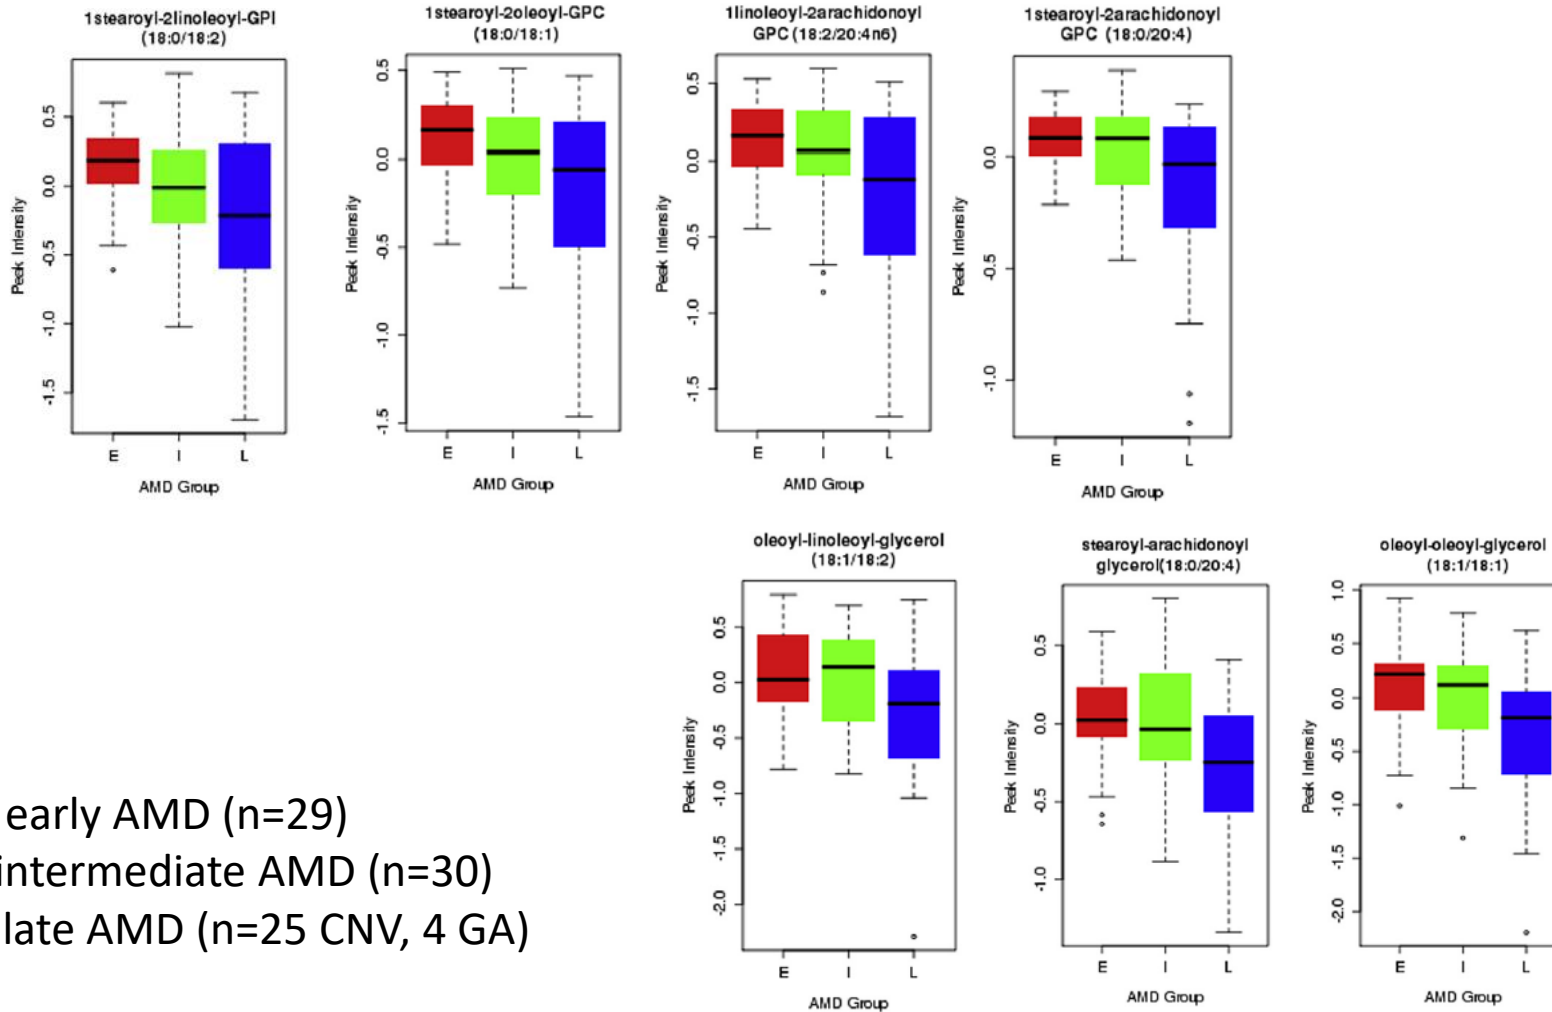 1stearoyl-2linoleoyl-GPI
(18:0/18:2)
0.5
0.0
-0.5
-1.0
-1.5
Peak Intensity
E I L
AMD Group
1stearoyl-2oleoyl-GPC
(18:0/18:1)
0.5
0.0
-0.5
-1.0
-1.5
Peak Intensity
E I L
AMD Group
1linoleoyl-2arachidonoyl
GPC (18:2/20:4n6)
0.5
0.0
-0.5
-1.0
-1.5
Peak Intensity
E I L
AMD Group
1stearoyl-2arachidonoyl
GPC (18:0/20:4)
0.0
-0.5
-1.0
Peak Intensity
E I L
AMD Group
oleoyl-linoleoyl-glycerol
(18:1/18:2)
0.5
0.0
-0.5
-1.0
-1.5
-2.0
Peak Intensity
E I L
AMD Group
stearoyl-arachidonoyl
glycerol(18:0/20:4)
0.5
0.0
-0.5
-1.0
Peak Intensity
E I L
AMD Group
oleoyl-oleoyl-glycerol
(18:1/18:1)
1.0
0.5
0.0
-0.5
-1.0
-1.5
-2.0
Peak Intensity
E I L
AMD Group
early AMD (n=29)
intermediate AMD (n=30)
late AMD (n=25 CNV, 4 GA)